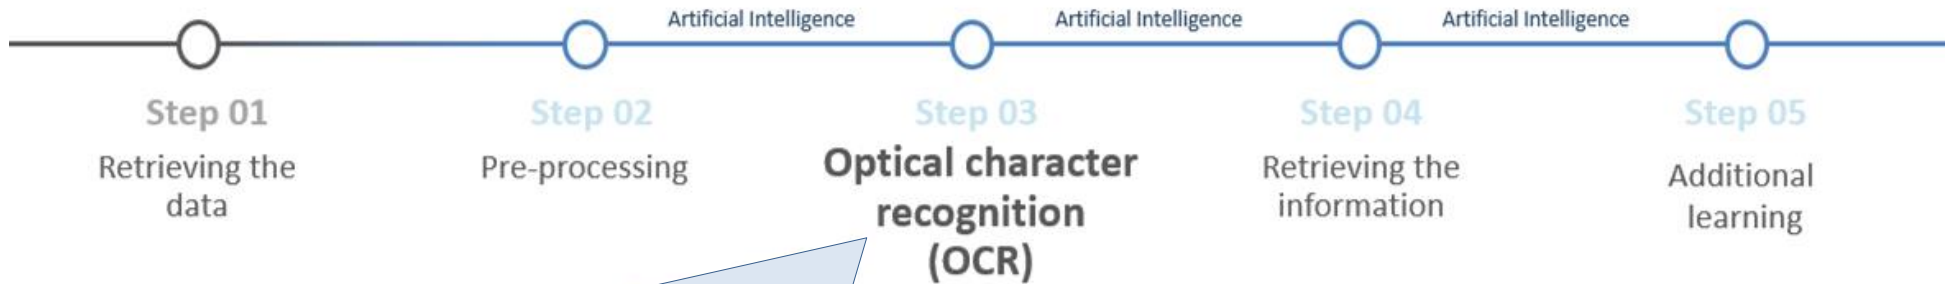 Artificial Intelligence
Artificial Intelligence
Artificial Intelligence
Step 01
Retrieving the
data
Step 02
Pre-processing
Step 03
Optical character
recognition
(OCR)
Step 04
Retrieving the
information
Step 05
Additional
learning